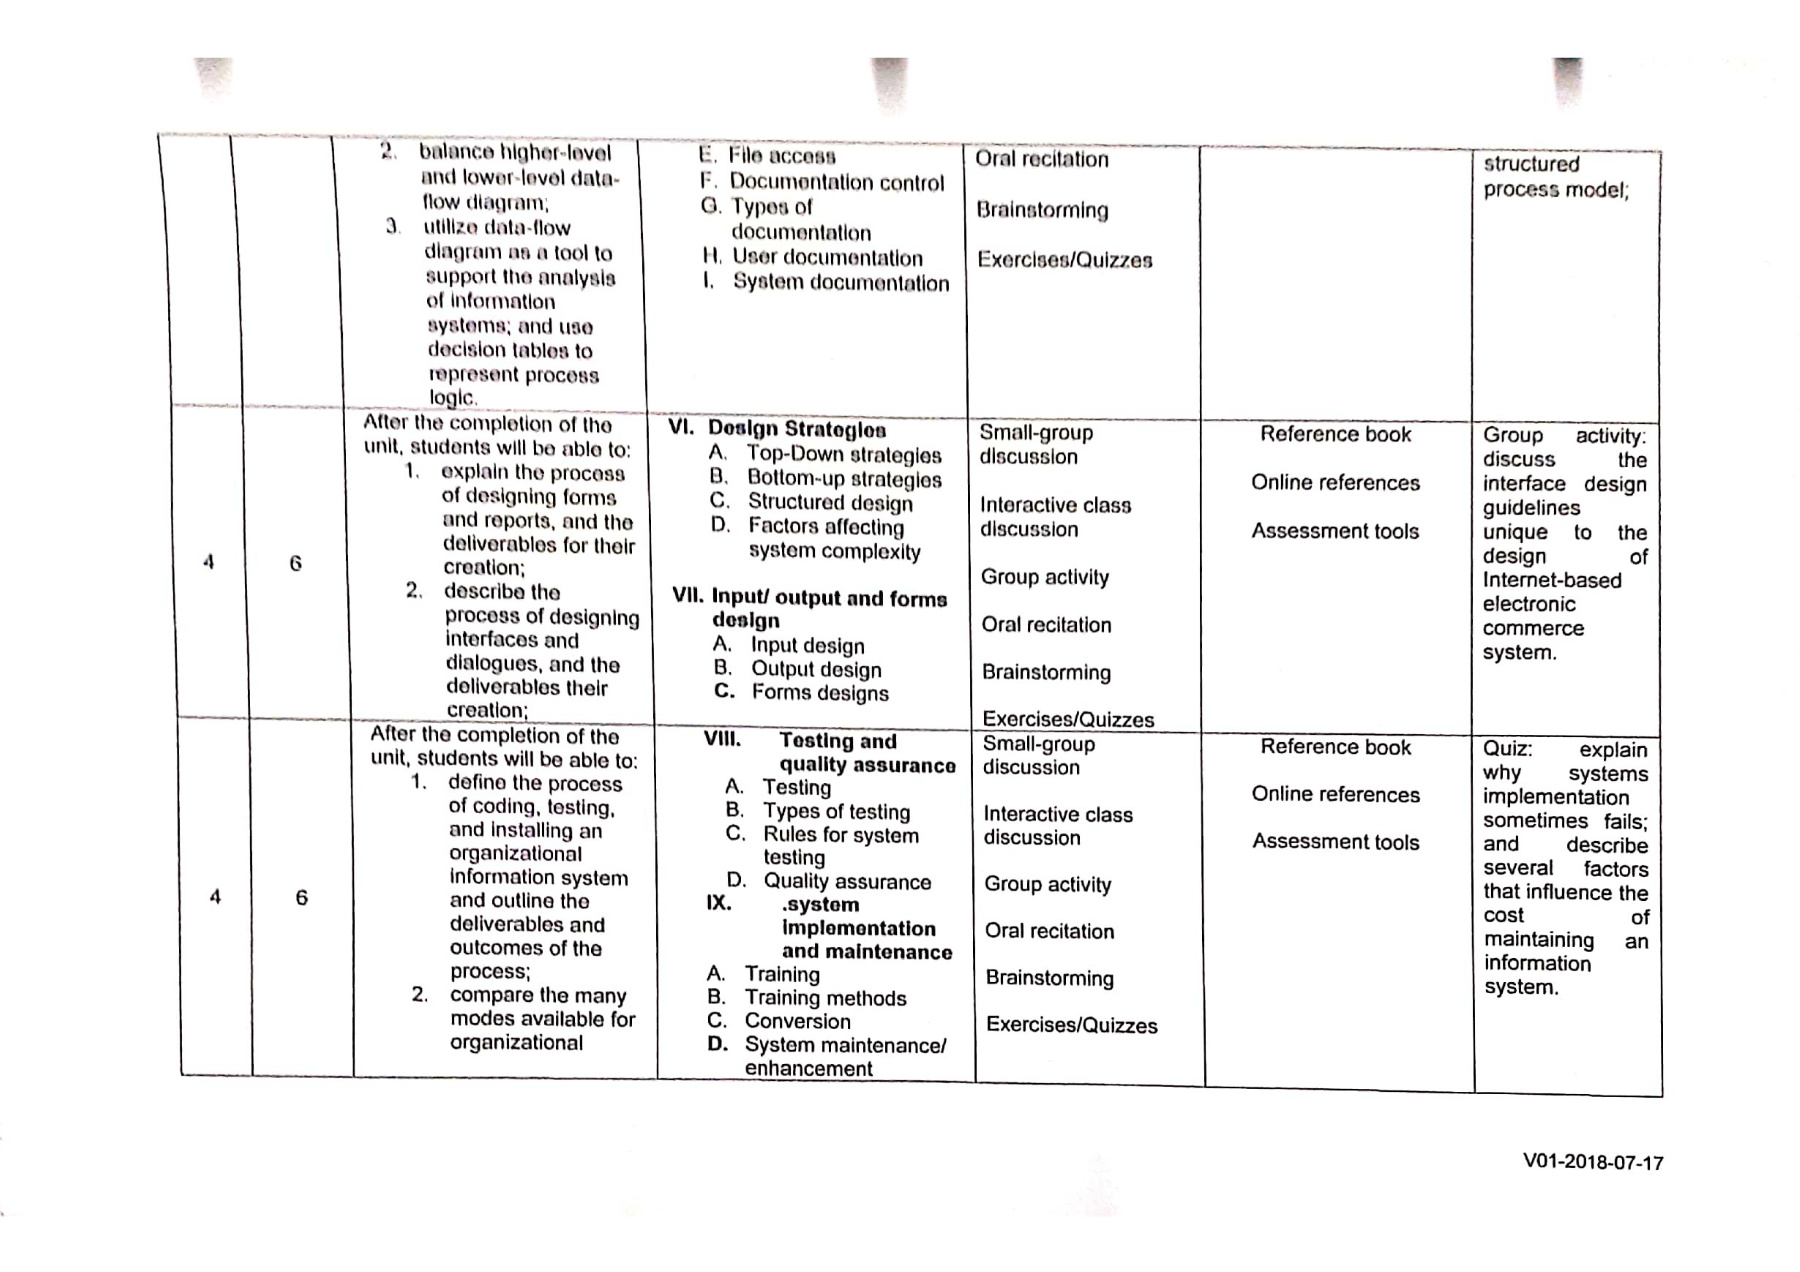 2. balance higher-level
and lower-level data-
flow diagram;
3. utilize data-flow
diagram as a tool to
support the analysis
of information
systems; and use
decision tables to
represent process
logic.
E. File access
F. Documentation control
G. Types of
documentation
H. User documentation
I. System documentation
Oral recitation
Brainstorming
Exercises/Quizzes
structured
process model;
4
6
After the completion of the
unit, students will be able to:
1. explain the process
of designing forms
and reports, and the
deliverables for their
creation;
2. describe the
process of designing
interfaces and
dialogues, and the
deliverables their
creation;
VI. Design Strategies
A. Top-Down strategies
B. Bottom-up strategies
C. Structured design
D. Factors affecting
system complexity
VII. Input/ output and forms
design
A. Input design
B. Output design
C. Forms designs
Small-group
discussion
Interactive class
discussion
Group activity
Oral recitation
Brainstorming
Exercises/Quizzes
Reference book
Online references
Assessment tools
Group activity:
discuss the
interface design
guidelines
unique to the
design of
Internet-based
electronic
commerce
system.
4
6
After the completion of the
unit, students will be able to:
1. define the process
of coding, testing,
and installing an
organizational
information system
and outline the
deliverables and
outcomes of the
process;
2. compare the many
modes available for
organizational
VIII. Testing and
quality assurance
A. Testing
B. Types of testing
C. Rules for system
testing
D. Quality assurance
IX. .system
implementation
and maintenance
A. Training
B. Training methods
C. Conversion
D. System maintenance/
enhancement
Small-group
discussion
Interactive class
discussion
Group activity
Oral recitation
Brainstorming
Exercises/Quizzes
Reference book
Online references
Assessment tools
Quiz: explain
why systems
implementation
sometimes fails;
and describe
several factors
that influence the
cost of
maintaining an
information
system.
V01-2018-07-17